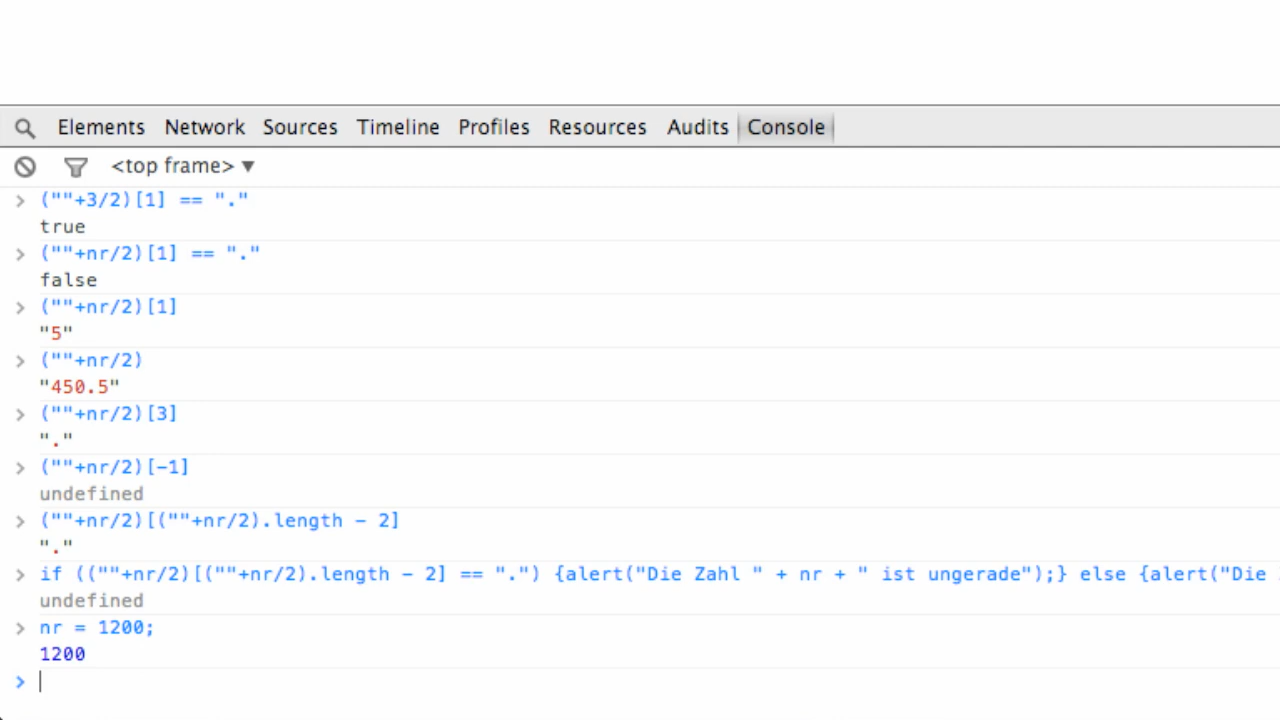 Elements Network Sources Timeline Profiles Resources Audits Console
<top frame> ▼
> (""+3/2)[1] == "."
true
> (""+nr/2)[1] == "."
false
> (""+nr/2)[1]
"5"
> (""+nr/2)
"450.5"
> (""+nr/2)[3]
"."
> (""+nr/2)[-1]
undefined
> (""+nr/2)[(""+nr/2).length - 2]
"."
> if ((""+nr/2)[(""+nr/2).length - 2] == ".") {alert("Die Zahl " + nr + " ist ungerade");} else {alert("Die
undefined
> nr = 1200;
1200
>